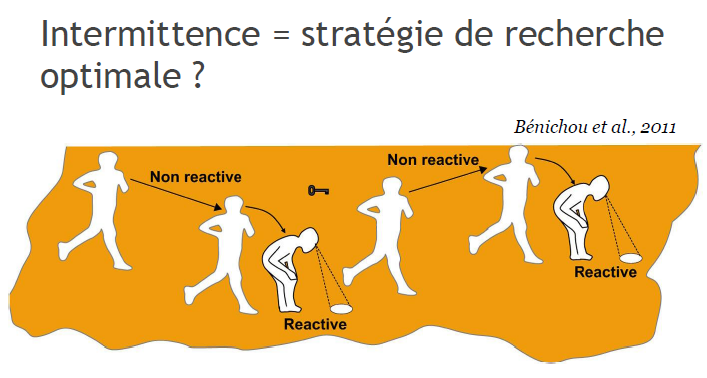 Intermittence = stratégie de recherche
optimale ?
Bénichou et al., 2011
Non reactive
Reactive
Non reactive
Reactive